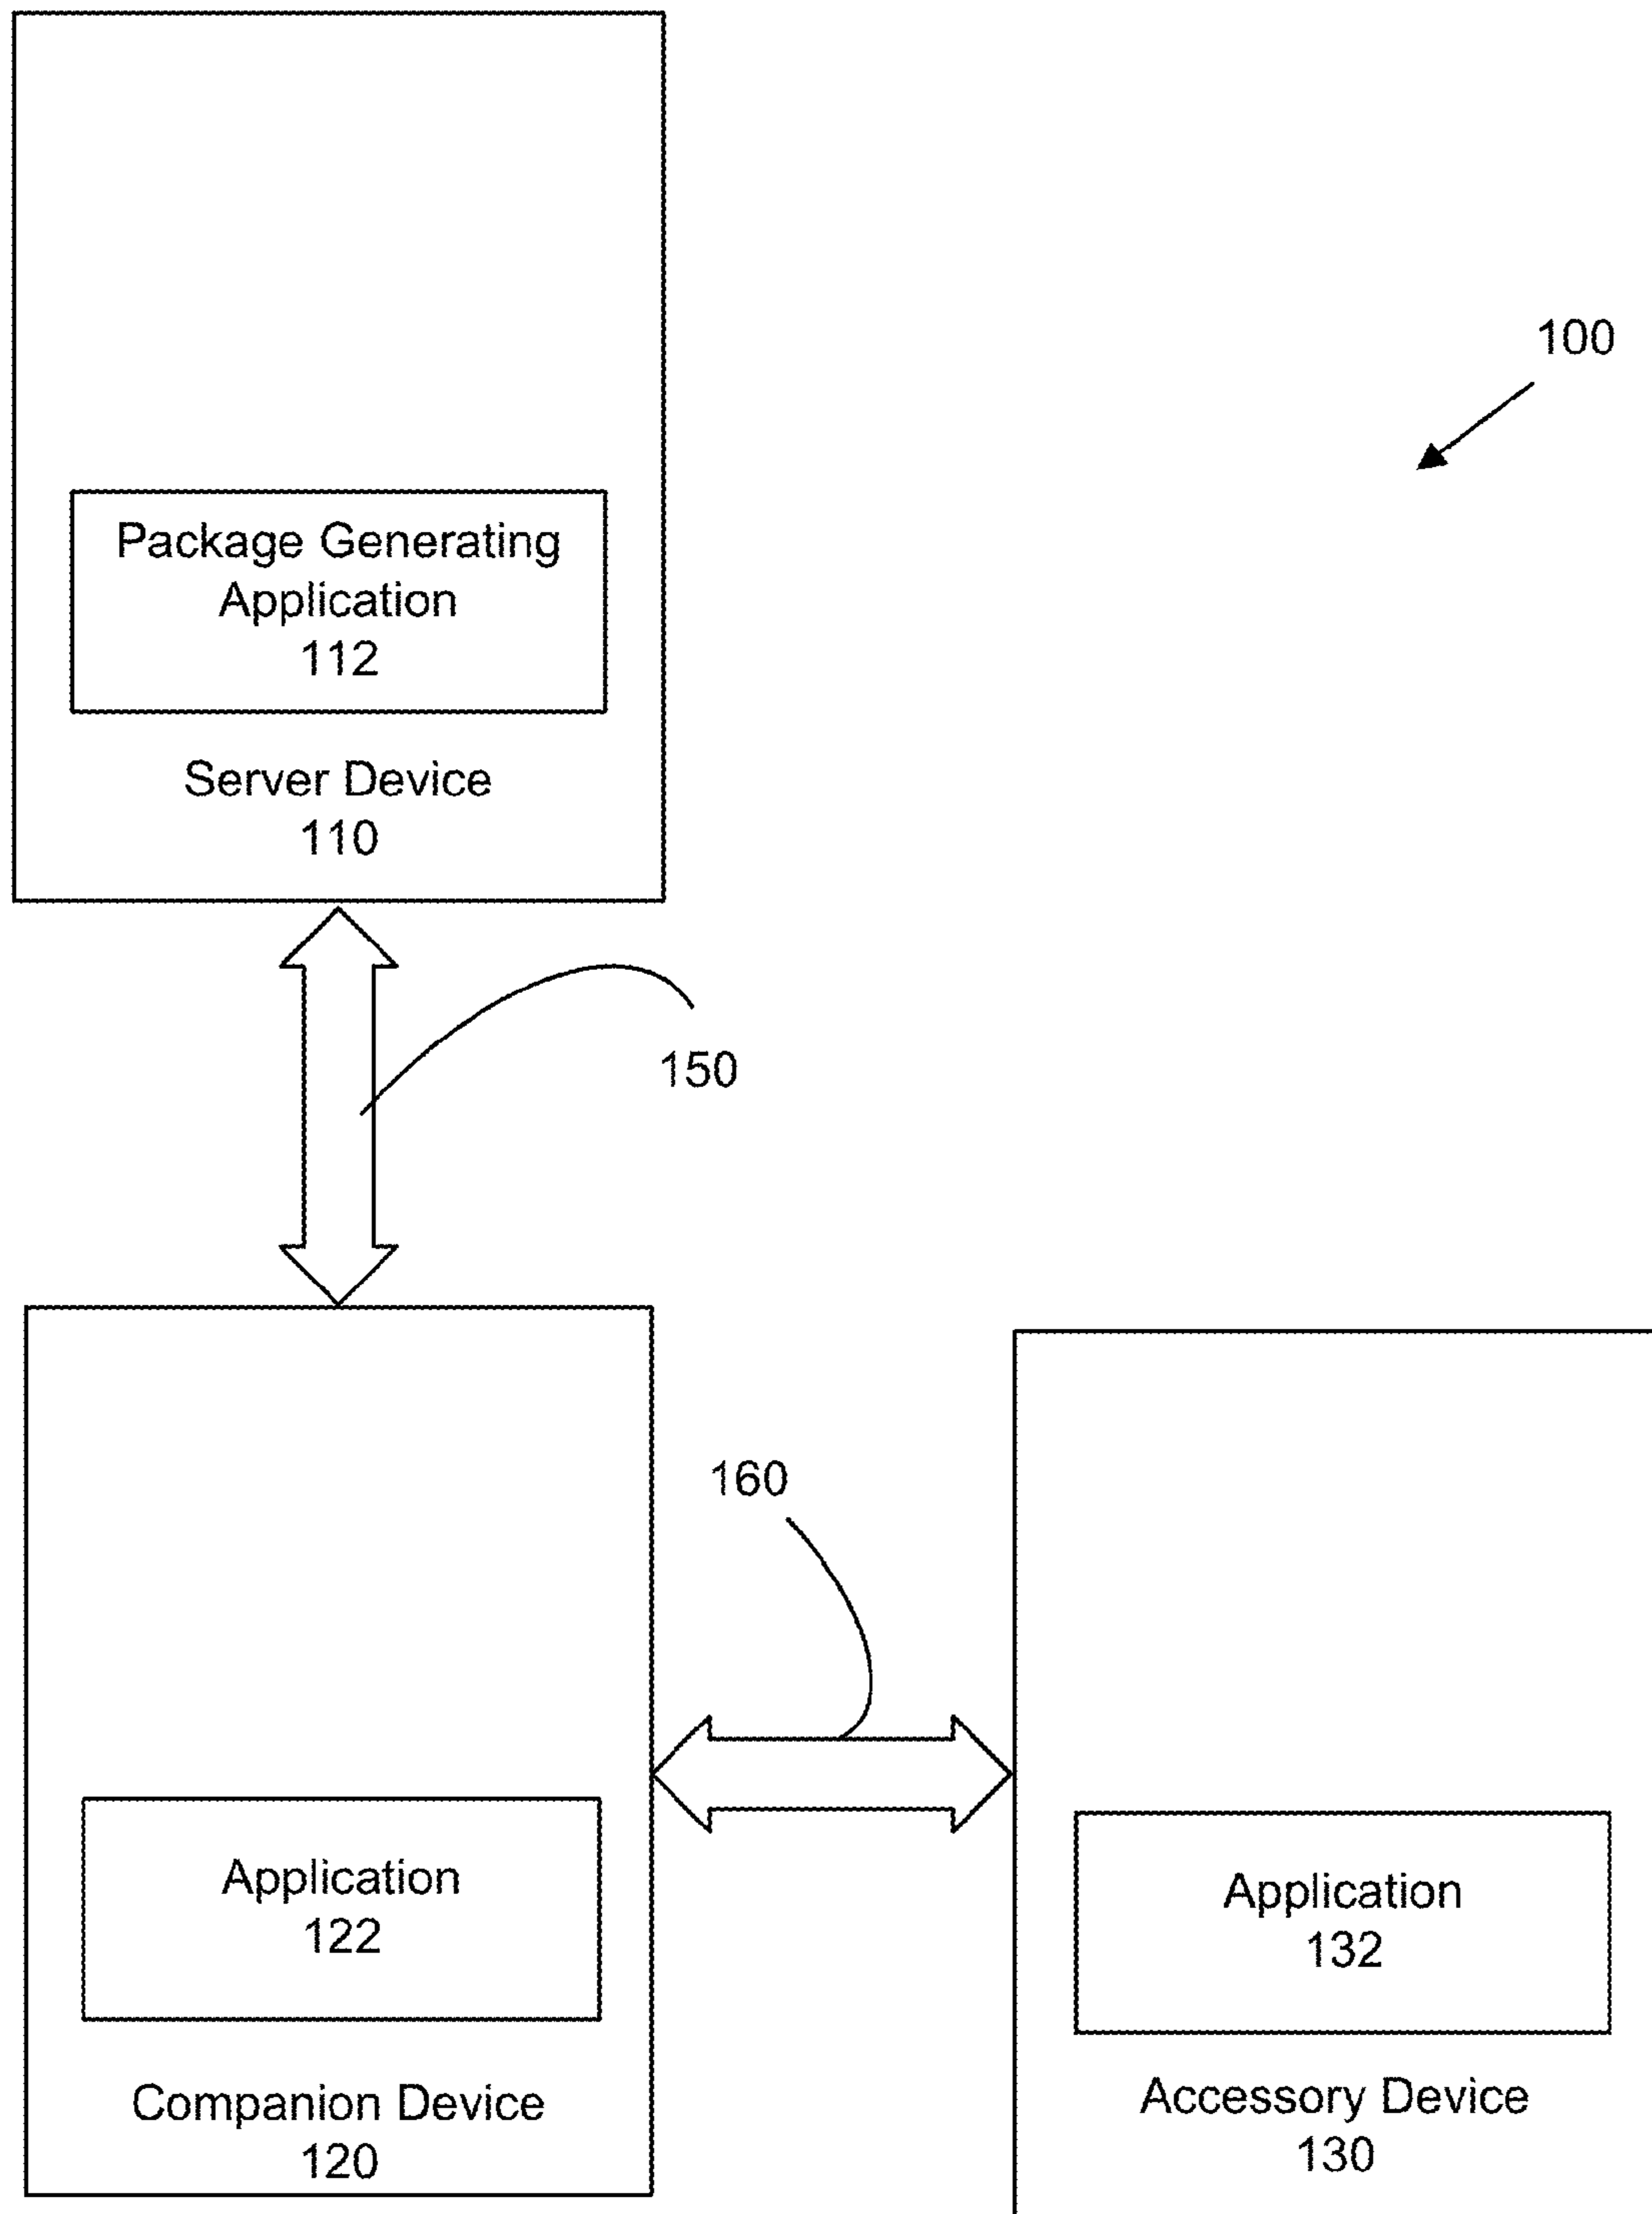 100
Package Generating
Application
112
Server Device
110
150
160
Application
122
Companion Device
120
Application
132
Accessory Device
130